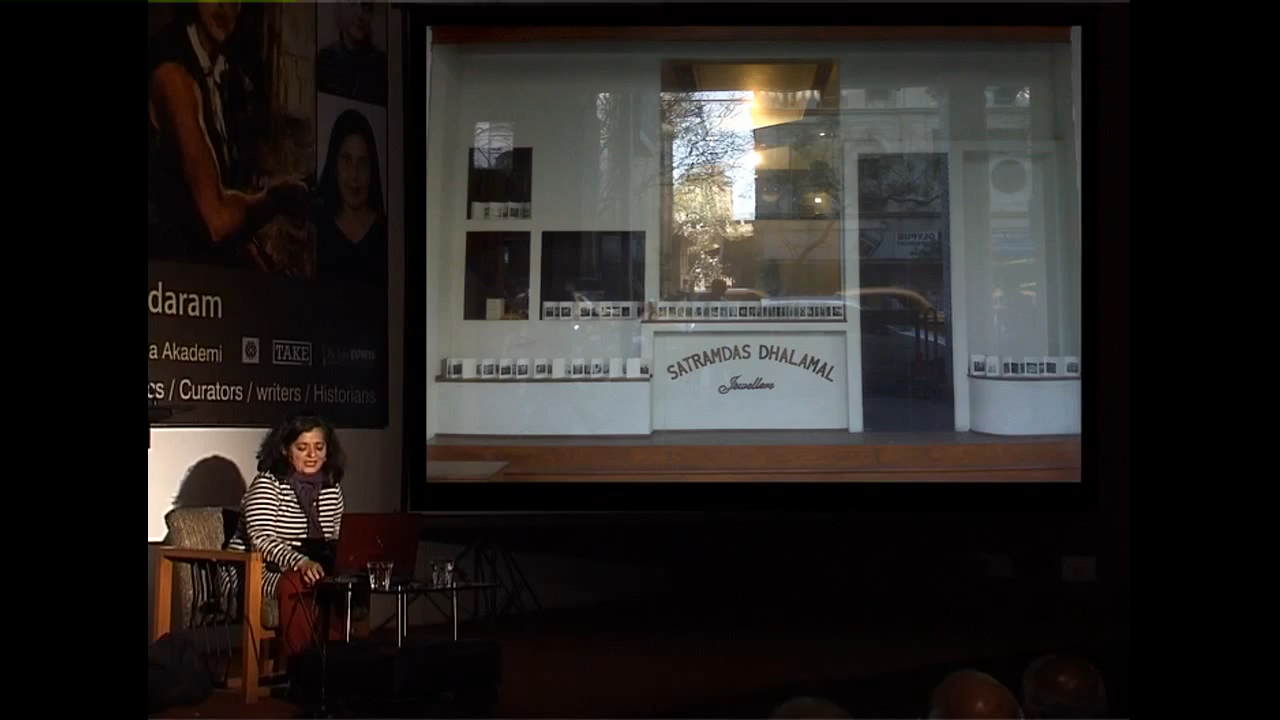 daram
a Akademi
TAKE
cs / Curators / writers / Historians
SATRAMDAS DHALAMAL
Jewellers